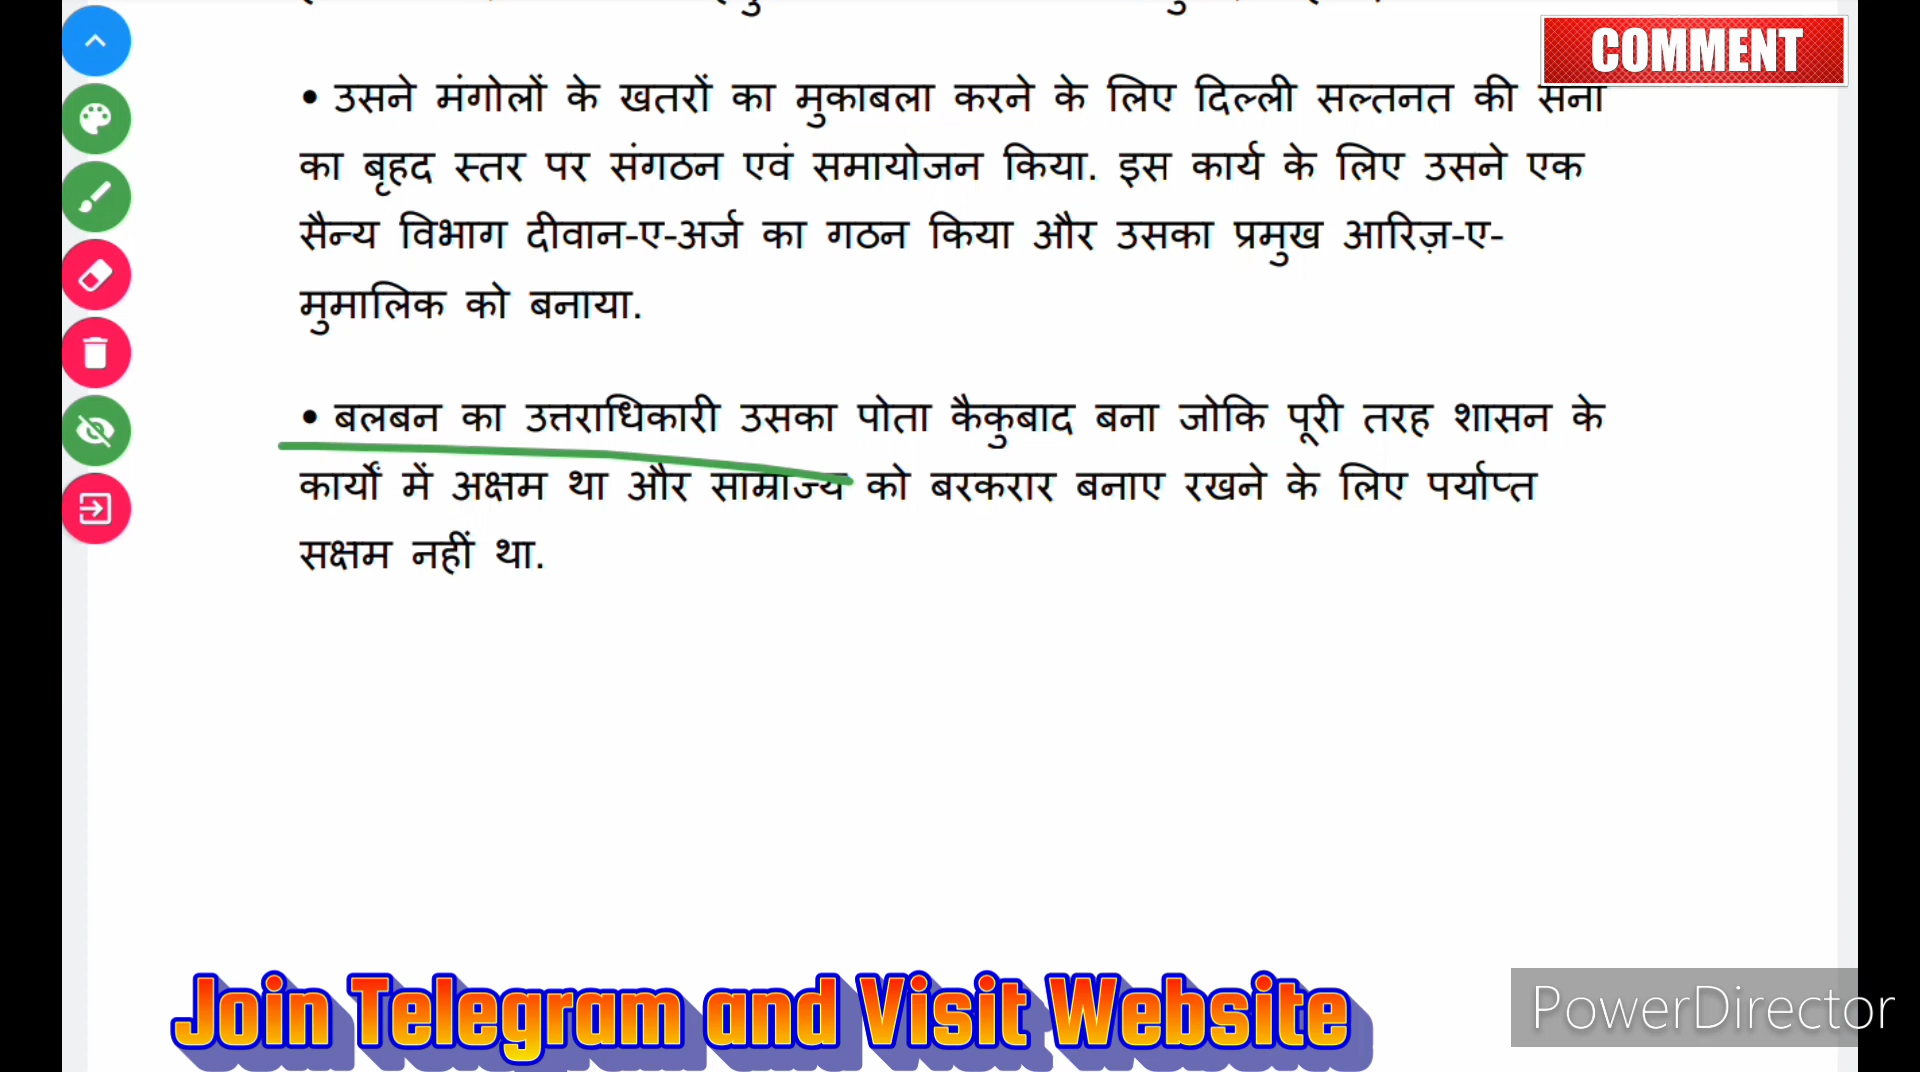 COMMENT
• उसने मंगोलों के खतरों का मुकाबला करने के लिए दिल्ली सल्तनत की सेना
का बृहद स्तर पर संगठन एवं समायोजन किया. इस कार्य के लिए उसने एक
सैन्य विभाग दीवान-ए-अर्ज का गठन किया और उसका प्रमुख आरिज़-ए-
मुमालिक को बनाया.
• बलबन का उत्तराधिकारी उसका पोता कैकुबाद बना जोकि पूरी तरह शासन के
कार्यों में अक्षम था और साम्राज्य को बरकरार बनाए रखने के लिए पर्याप्त
सक्षम नहीं था.
Join Telegram and Visit Website
PowerDirector